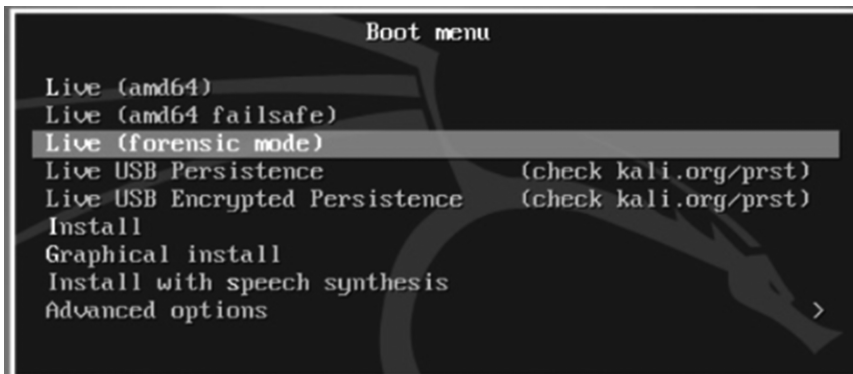 Boot menu
Live (amd64)
Live (amd64 failsafe)
Live (forensic mode)
Live USB Persistence (check kali.org/prst)
Live USB Encrypted Persistence (check kali.org/prst)
Install
Graphical install
Install with speech synthesis
Advanced options >